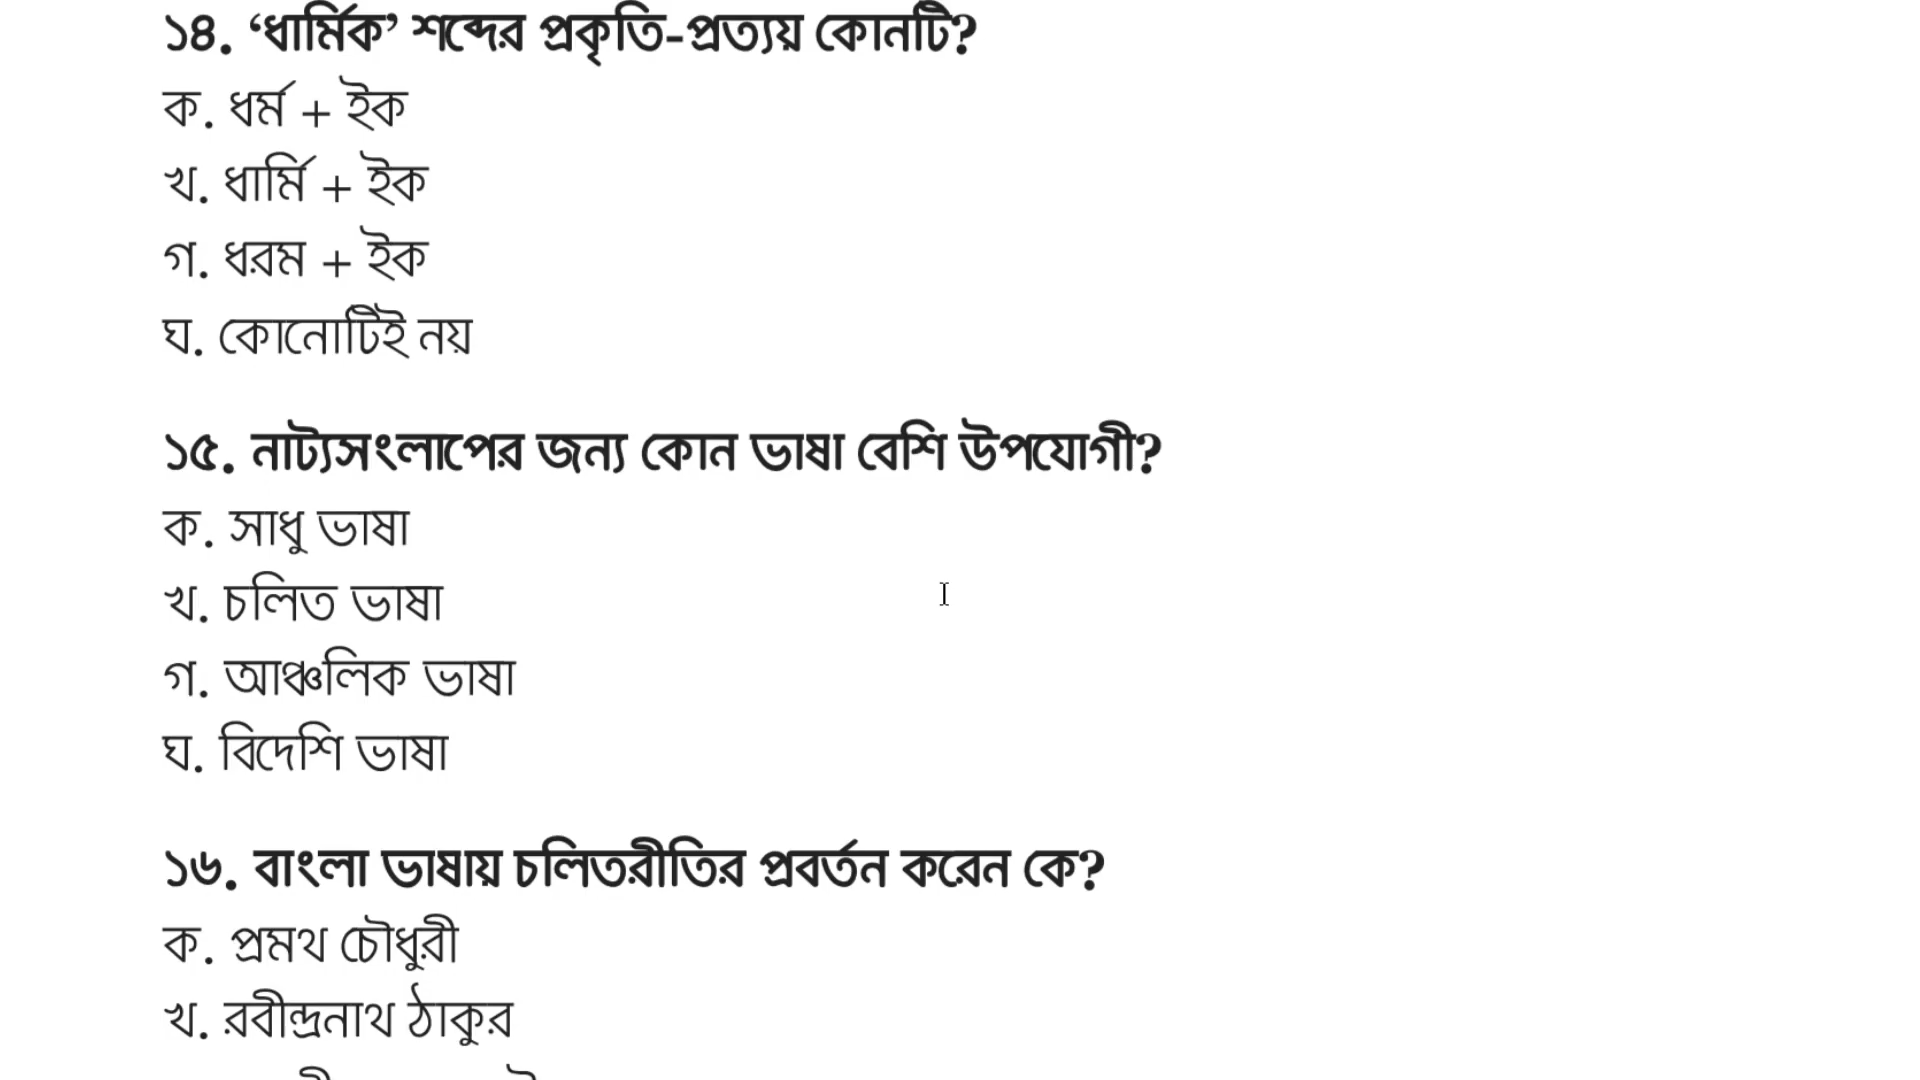 ১৪. ‘ধার্মিক’ শব্দের প্রকৃতি-প্রত্যয় কোনটি?
ক. ধর্ম + ইক
খ. ধার্মি + ইক
গ. ধরম + ইক
ঘ. কোনোটিই নয়
১৫. নাট্যসংলাপের জন্য কোন ভাষা বেশি উপযোগী?
ক. সাধু ভাষা
খ. চলিত ভাষা
গ. আঞ্চলিক ভাষা
ঘ. বিদেশি ভাষা
১৬. বাংলা ভাষায় চলিতরীতির প্রবর্তন করেন কে?
ক. প্রমথ চৌধুরী
খ. রবীন্দ্রনাথ ঠাকুর